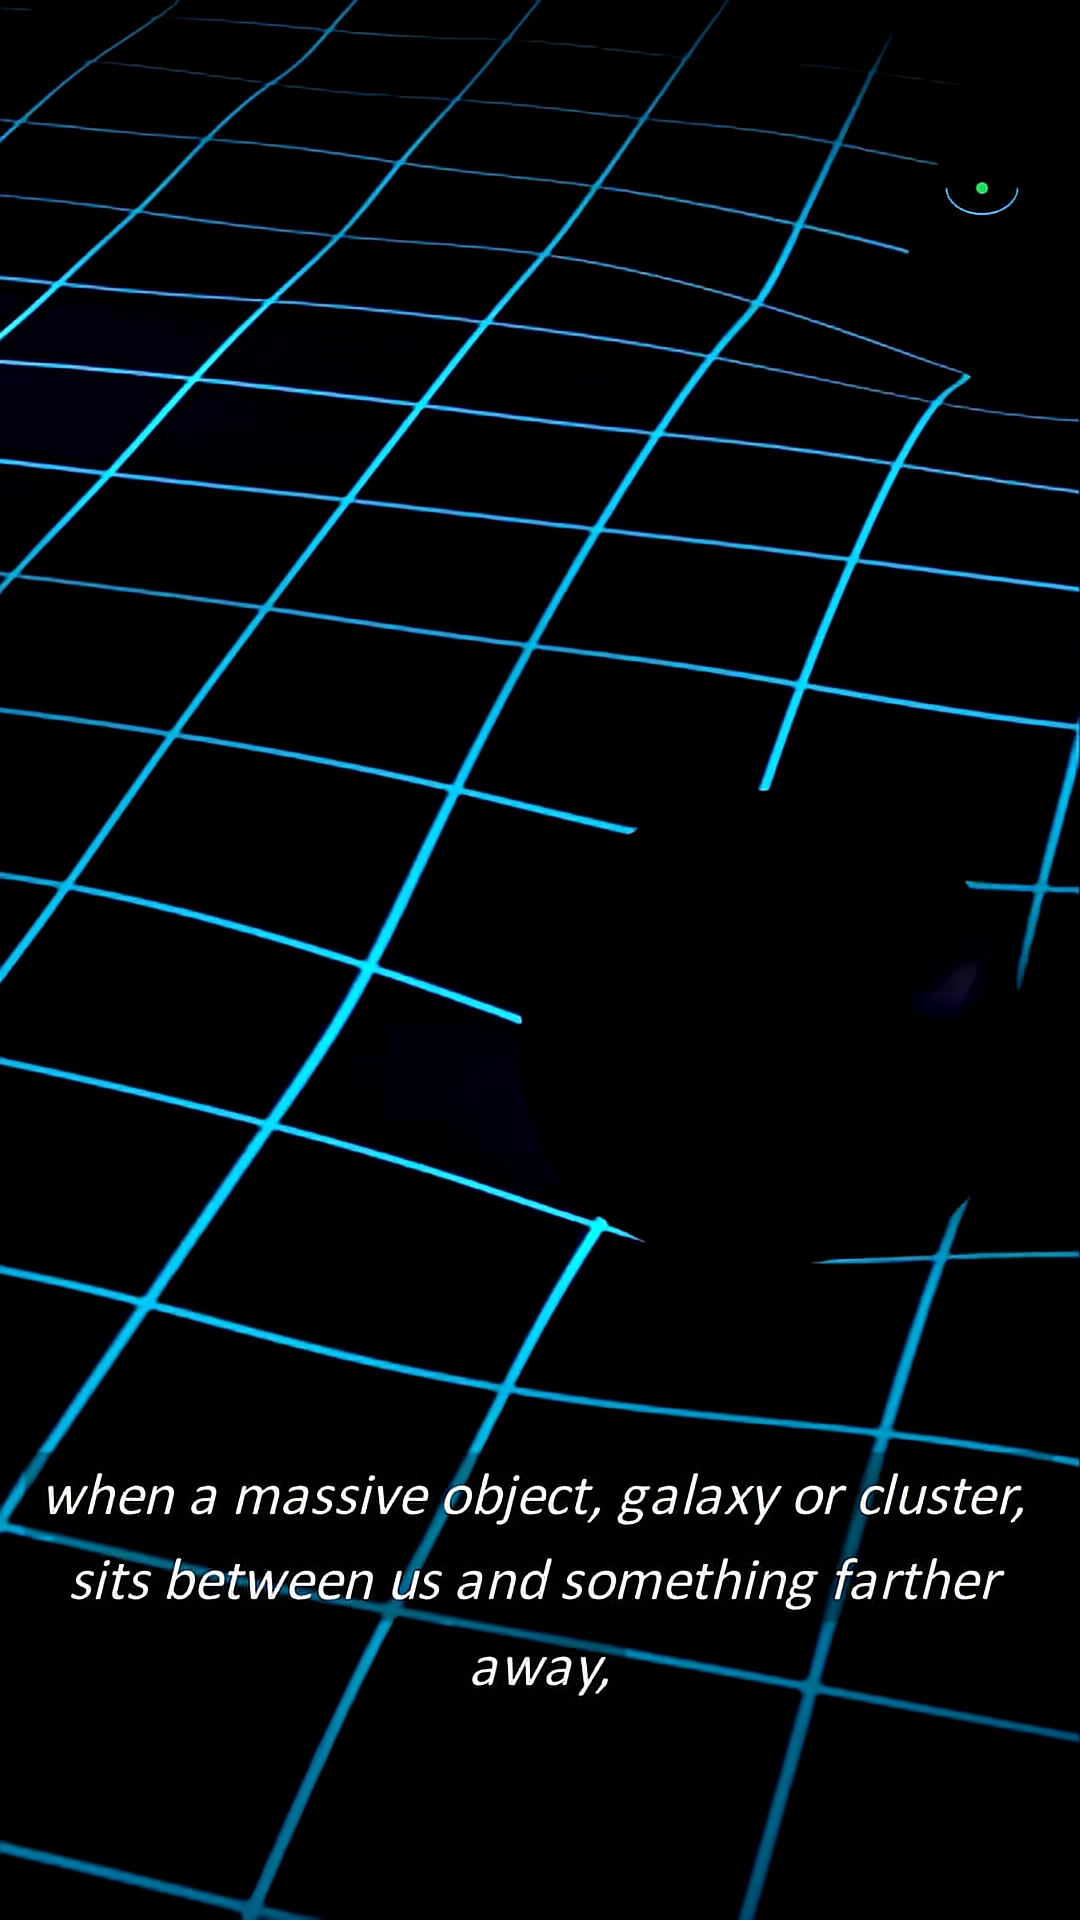 when a massive object, galaxy or cluster,
sits between us and something farther
away,